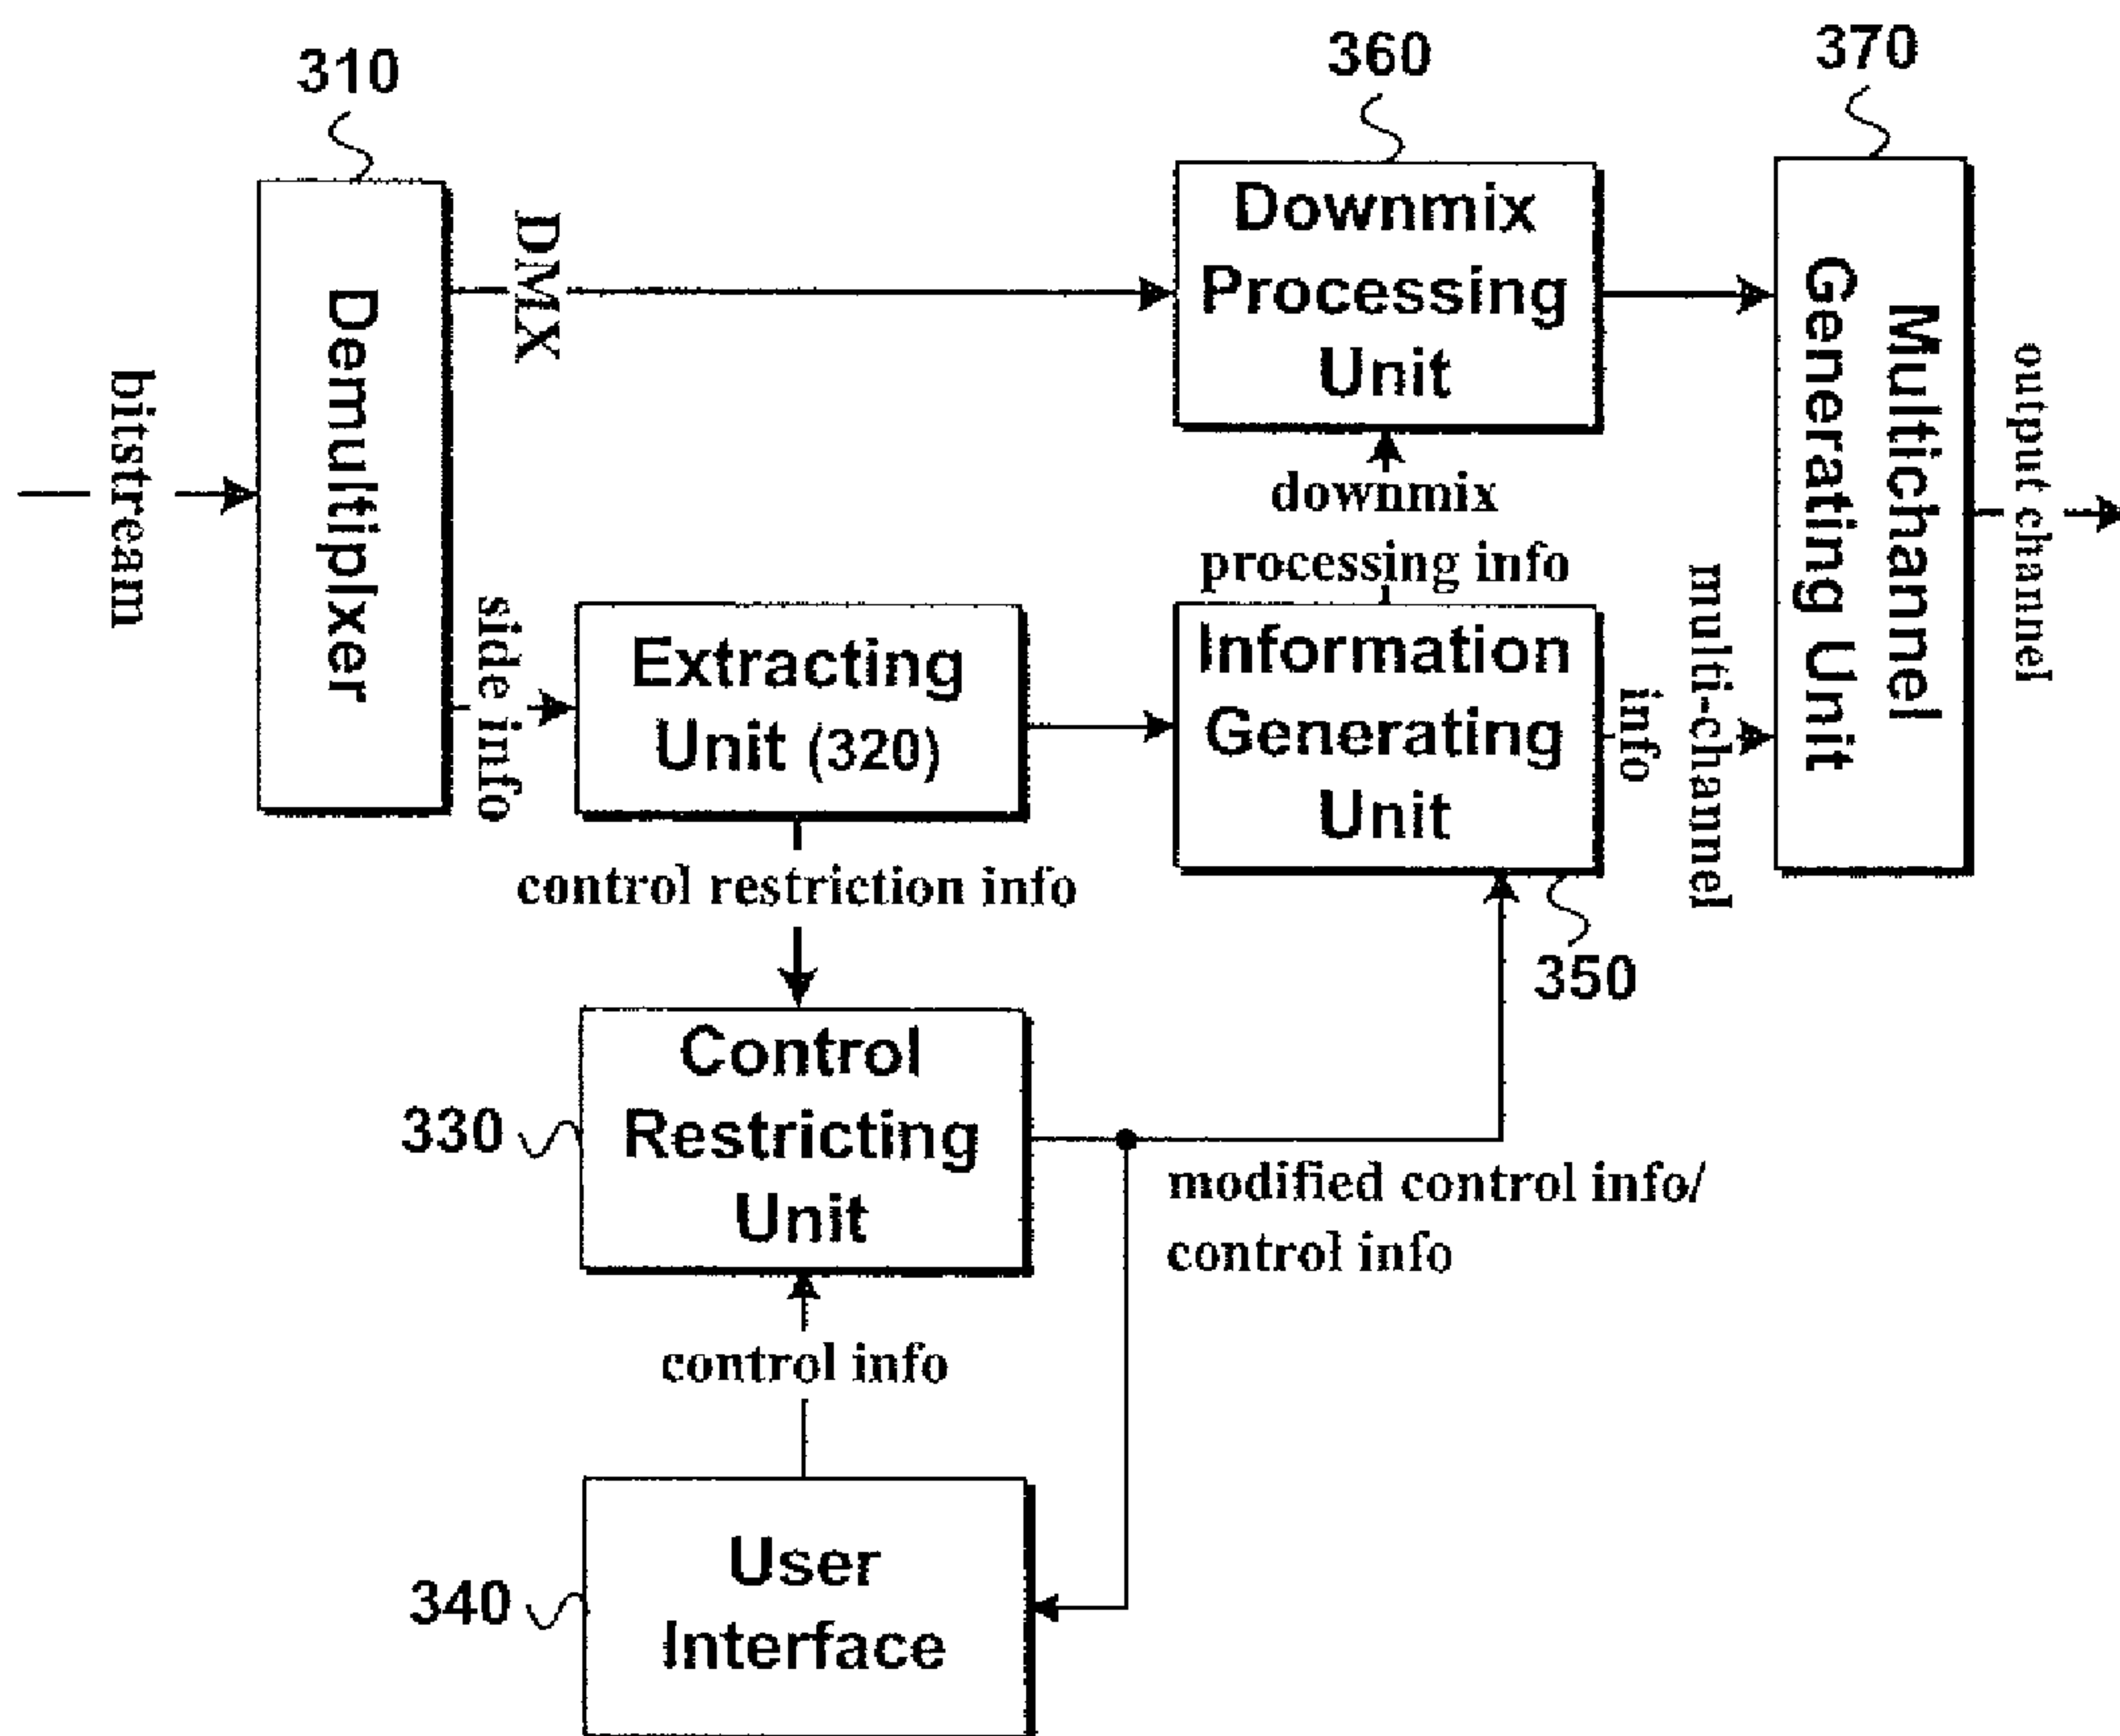 310
360
370
Demultiplxer
DMX
Downmix
Processing
Unit
Multichannel
Generating Unit
bitstream
output channel
downmix
processing info
side info
Extracting
Unit (320)
Information
Generating
Unit
multi-channel
info
control restriction info
350
Control
Restricting
Unit
330
modified control info/
control info
control info
User
Interface
340